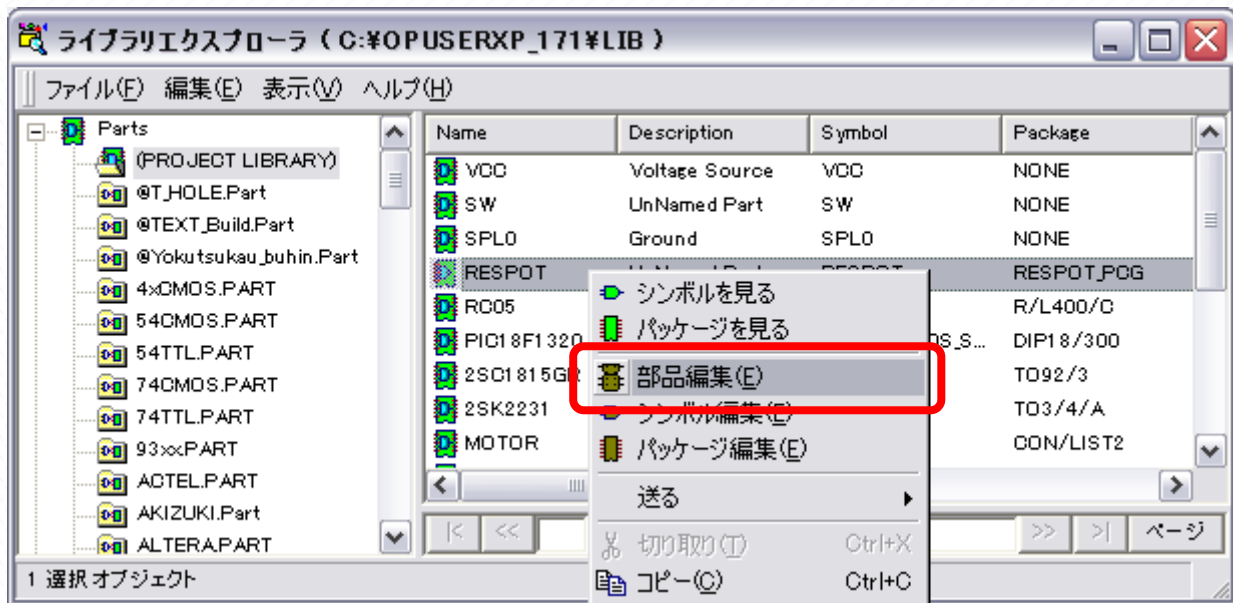 ライブラリエクスプローラ ( C:¥OPUSERXP_171¥LIB )
ファイル(F) 編集(E) 表示(V) ヘルプ(H)
Parts
(PROJECT LIBRARY)
@T_HOLE.Part
@TEXT_Build.Part
@Yokutsukau_buhin.Part
4xCMOS.PART
54CMOS.PART
54TTL.PART
74CMOS.PART
74TTL.PART
93xx.PART
ACTEL.PART
AKIZUKI.Part
ALTERA.PART
Name Description Symbol Package
VCC Voltage Source VCC NONE
SW UnNamed Part SW NONE
SPL0 Ground SPL0 NONE
RESPOT RESPOT_PCG
RC05 R/L400/C
PIC18F1320 OS_S... DIP18/300
2SC1815GR TO92/3
2SK2231 TO3/4/A
MOTOR CON/LIST2
シンボルを見る
パッケージを見る
部品編集(E)
シンボル編集(E)
パッケージ編集(E)
送る
切り取り(T) Ctrl+X
コピー(C) Ctrl+C
|< << >> >| ページ
1 選択 オブジェクト